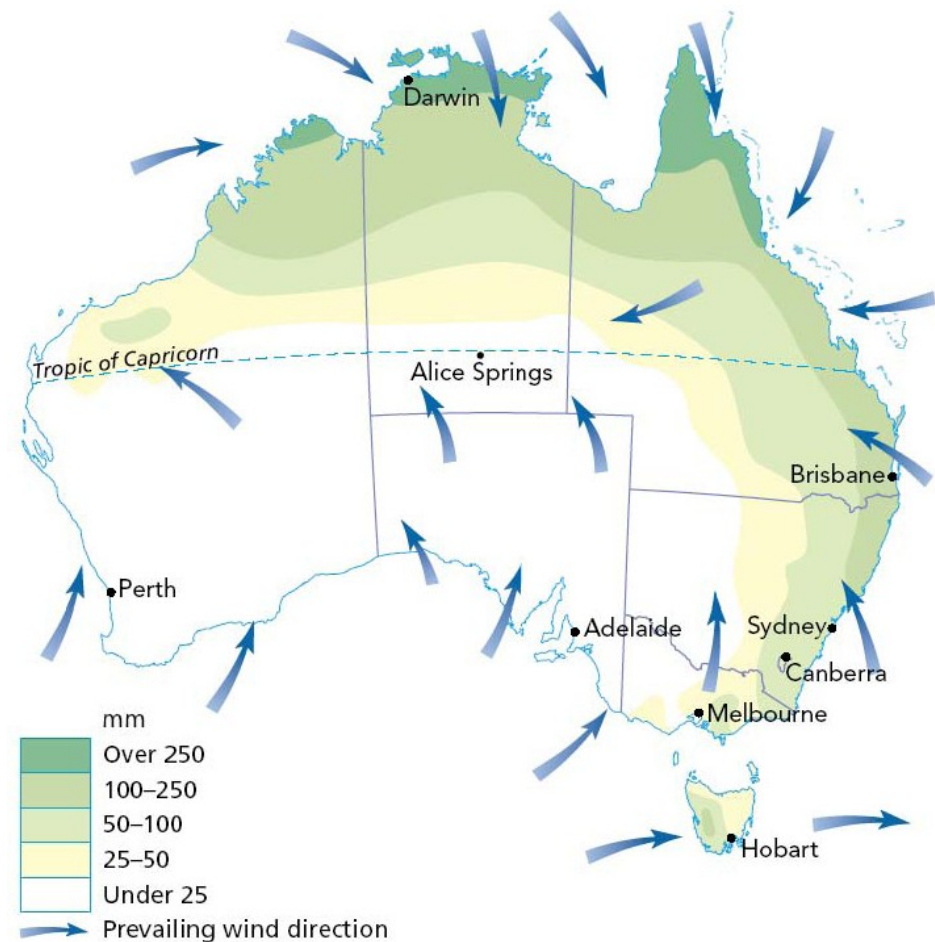 Darwin
Tropic of Capricorn
Alice Springs
Brisbane
Perth
Adelaide
Sydney
Canberra
Melbourne
Hobart
mm
Over 250
100–250
50–100
25–50
Under 25
Prevailing wind direction